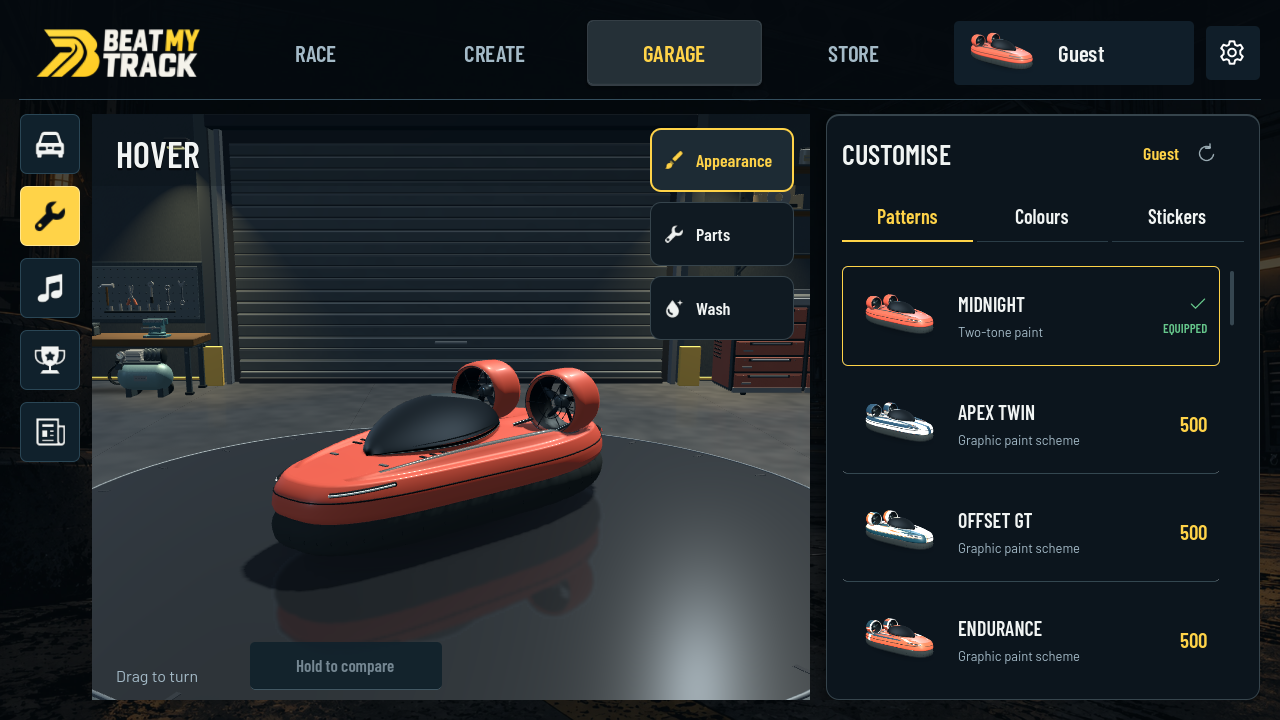 BEAT MY
TRACK
RACE
CREATE
GARAGE
STORE
Guest
HOVER
Appearance
Parts
Wash
Drag to turn
Hold to compare
CUSTOMISE
Guest
Patterns
Colours
Stickers
MIDNIGHT
Two-tone paint
EQUIPPED
APEX TWIN
Graphic paint scheme
500
OFFSET GT
Graphic paint scheme
500
ENDURANCE
Graphic paint scheme
500